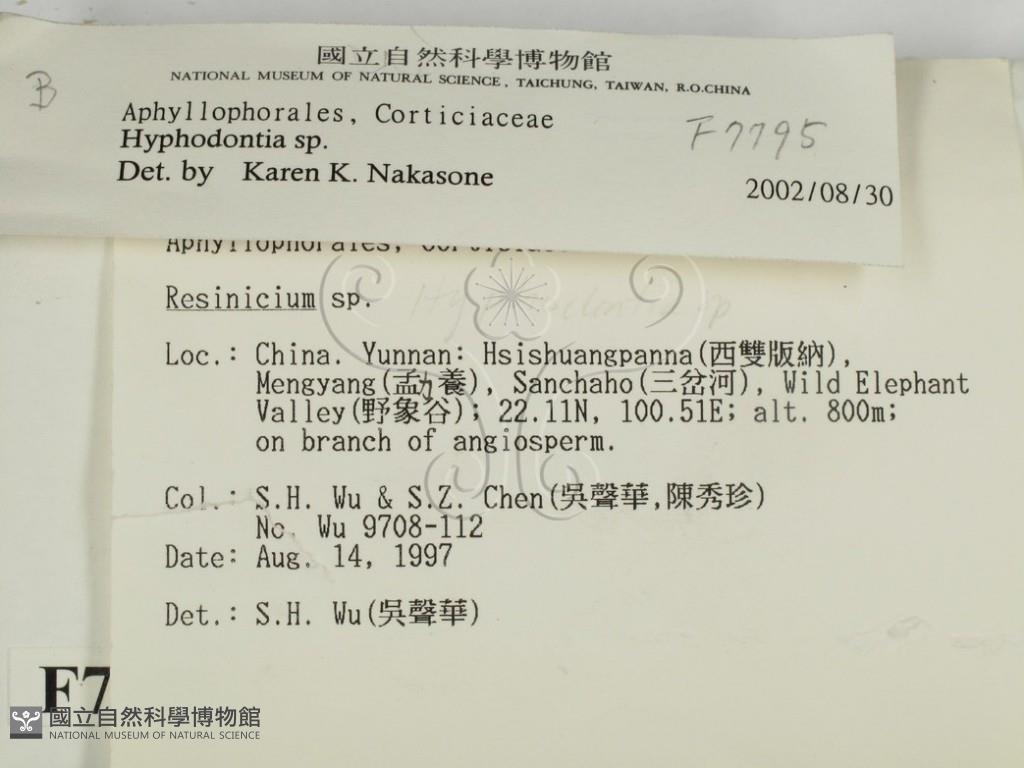 B
國立自然科學博物館
NATIONAL MUSEUM OF NATURAL SCIENCE, TAICHUNG, TAIWAN, R.O.CHINA
Aphyllophorales, Corticiaceae
F7795
Hyphodontia sp.
Det. by Karen K. Nakasone
2002/08/30
Aphyllophorales,
Resinicium sp.
Hyphodontia sp
Loc.: China. Yunnan: Hsishuangpanna(西雙版納),
Mengyang(勐養), Sanchaho(三岔河), Wild Elephant
Valley(野象谷); 22.11N, 100.51E; alt. 800m;
on branch of angiosperm.
Col.: S.H. Wu & S.Z. Chen(吳聲華,陳秀珍)
No. Wu 9708-112
Date: Aug. 14, 1997
Det.: S.H. Wu(吳聲華)
F7
國立自然科學博物館
NATIONAL MUSEUM OF NATURAL SCIENCE